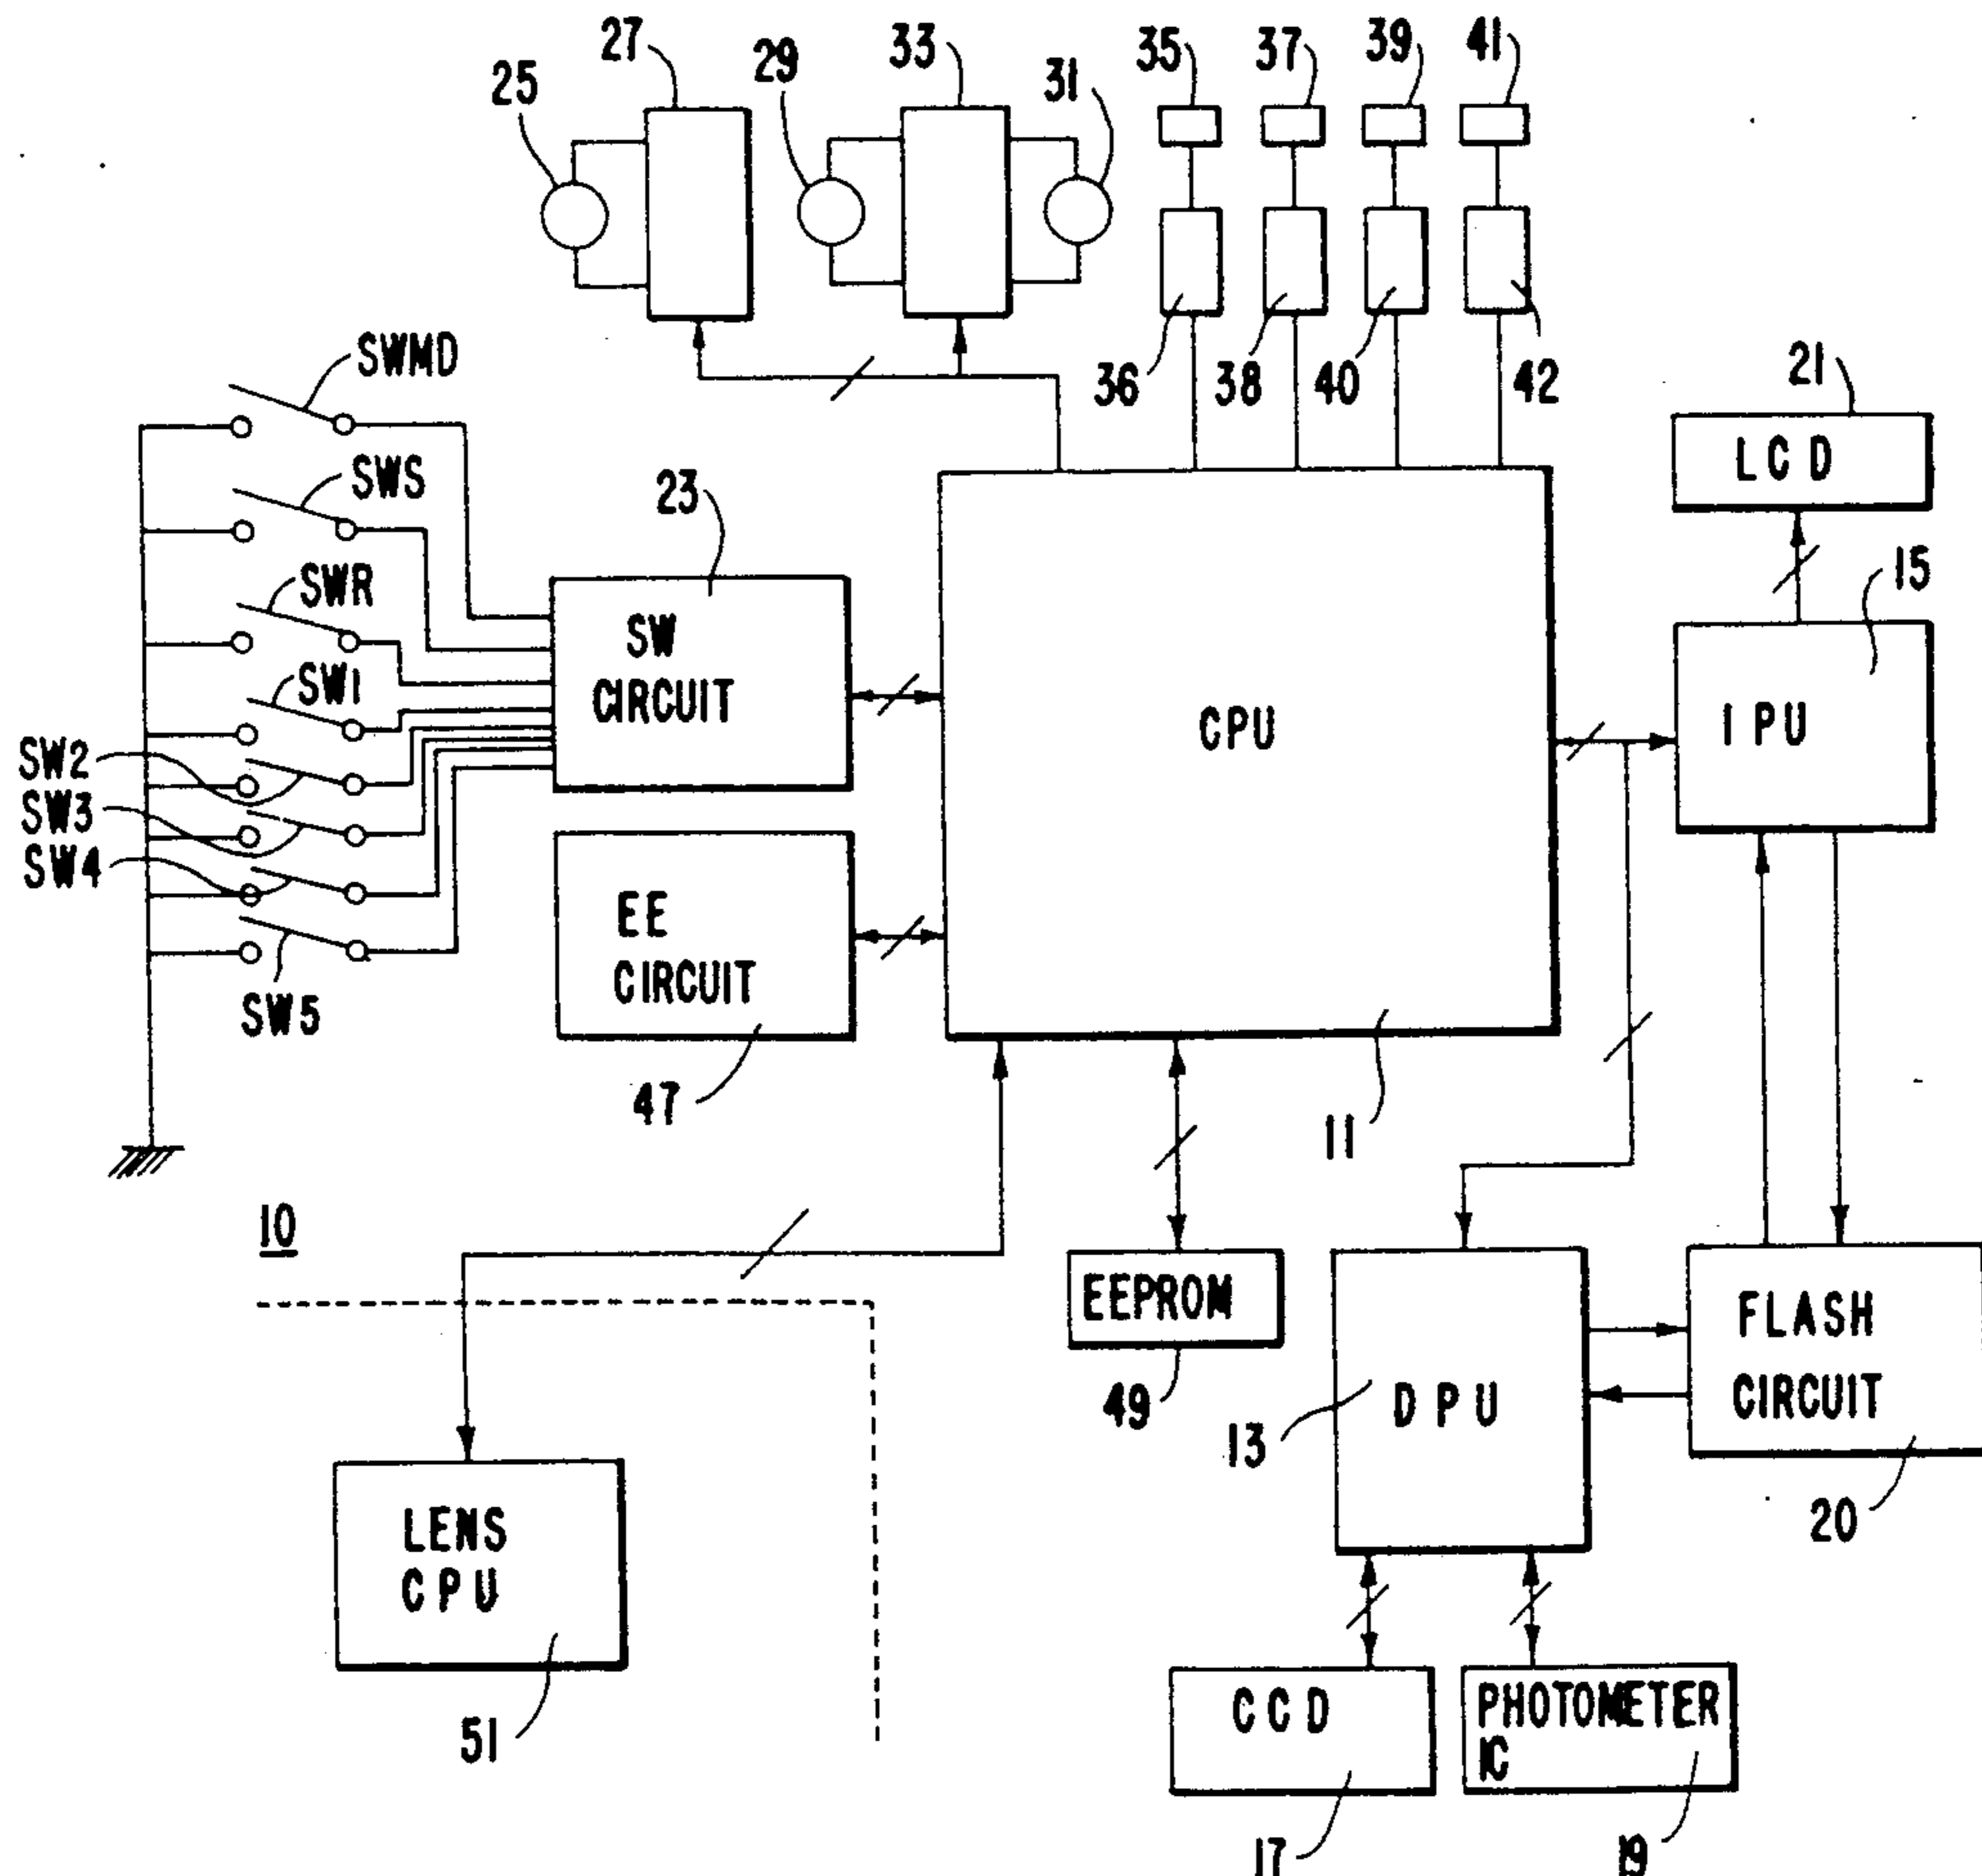 27
33
35
37
39
41
25
29
31
36
38
40
42
SWMD
21
LCD
SWS
23
15
SWR
SW
CIRCUIT
SW1
CPU
IPU
SW2
SW3
SW4
EE
CIRCUIT
SW5
47
11
10
EEPROM
FLASH
CIRCUIT
49
DPU
13
20
LENS
CPU
51
CCD
PHOTOMETER
IC
17
19